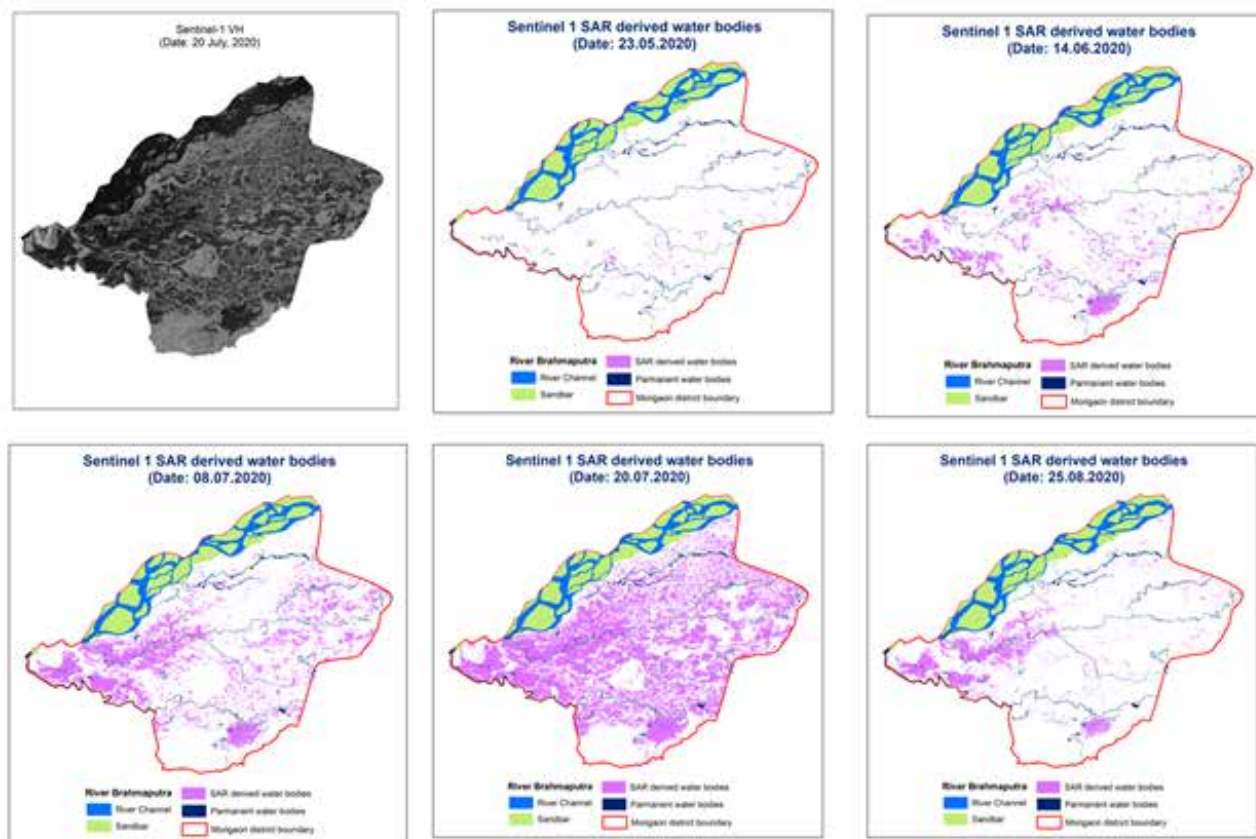 Sentinel-1 VH
(Date: 20 July, 2020)
Sentinel 1 SAR derived water bodies
(Date: 23.05.2020)
River Brahmaputra
SAR derived water bodies
River Channel
Parmanent water bodies
Sandbar
Morigaon district boundary
Sentinel 1 SAR derived water bodies
(Date: 14.06.2020)
River Brahmaputra
SAR derived water bodies
River Channel
Parmanent water bodies
Sandbar
Morigaon district boundary
Sentinel 1 SAR derived water bodies
(Date: 08.07.2020)
River Brahmaputra
SAR derived water bodies
River Channel
Parmanent water bodies
Sandbar
Morigaon district boundary
Sentinel 1 SAR derived water bodies
(Date: 20.07.2020)
River Brahmaputra
SAR derived water bodies
River Channel
Parmanent water bodies
Sandbar
Morigaon district boundary
Sentinel 1 SAR derived water bodies
(Date: 25.08.2020)
River Brahmaputra
SAR derived water bodies
River Channel
Parmanent water bodies
Sandbar
Morigaon district boundary